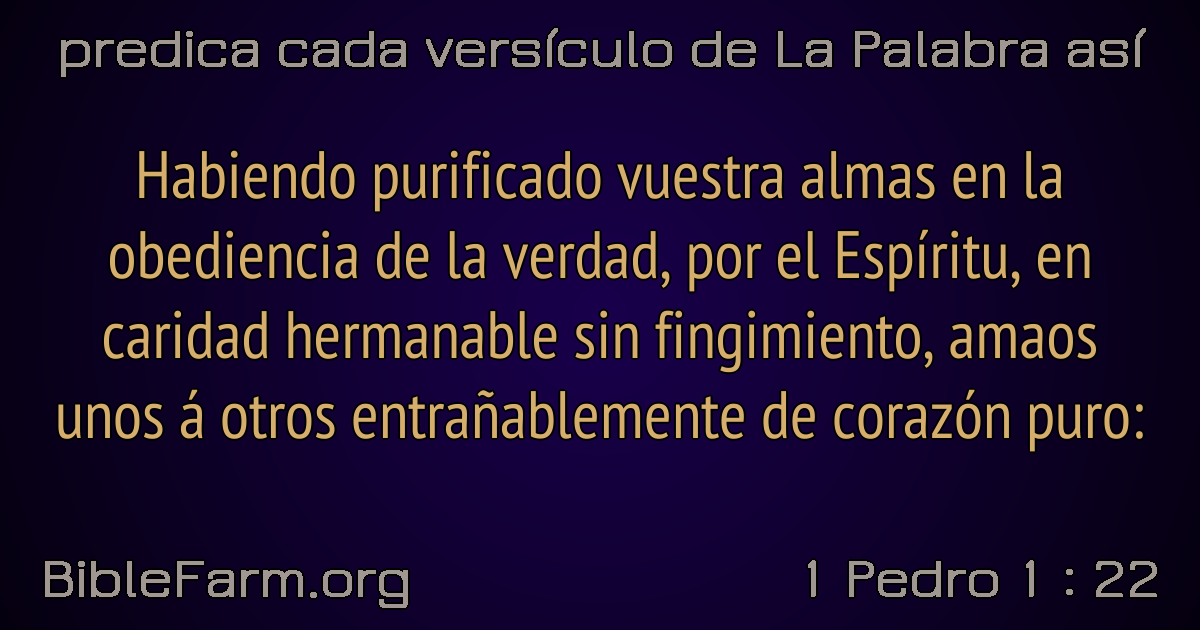 predica cada versículo de La Palabra así
Habiendo purificado vuestra almas en la
obediencia de la verdad, por el Espíritu, en
caridad hermanable sin fingimiento, amaos
unos á otros entrañablemente de corazón puro:
BibleFarm.org
1 Pedro 1 : 22